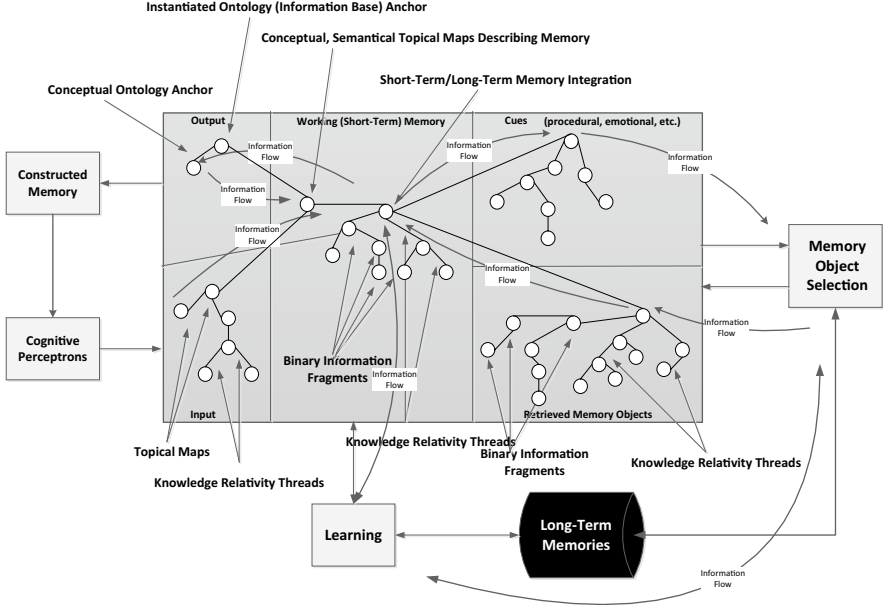 Instantiated Ontology (Information Base) Anchor
Conceptual, Semantical Topical Maps Describing Memory
Short-Term/Long-Term Memory Integration
Conceptual Ontology Anchor
Output
Working (Short-Term) Memory
Cues
(procedural, emotional, etc.)
Information
Flow
Information
Flow
Information
Flow
Constructed
Memory
Information
Flow
Information
Flow
Memory
Object
Selection
Information
Flow
Information
Flow
Cognitive
Perceptrons
Binary Information
Fragments
Information
Flow
Input
Retrieved Memory Objects
Topical Maps
Knowledge Relativity Threads
Binary Information
Fragments
Knowledge Relativity Threads
Knowledge Relativity Threads
Learning
Long-Term
Memories
Information
Flow